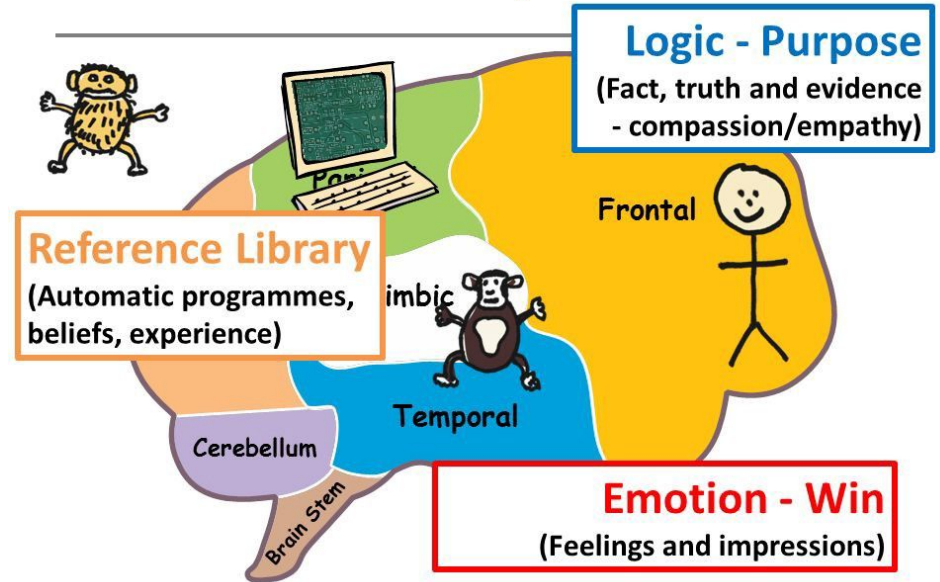 Logic - Purpose
(Fact, truth and evidence
- compassion/empathy)
Frontal
Reference Library
(Automatic programmes,
beliefs, experience)
imbic
Temporal
Cerebellum
Brain Stem
Emotion - Win
(Feelings and impressions)